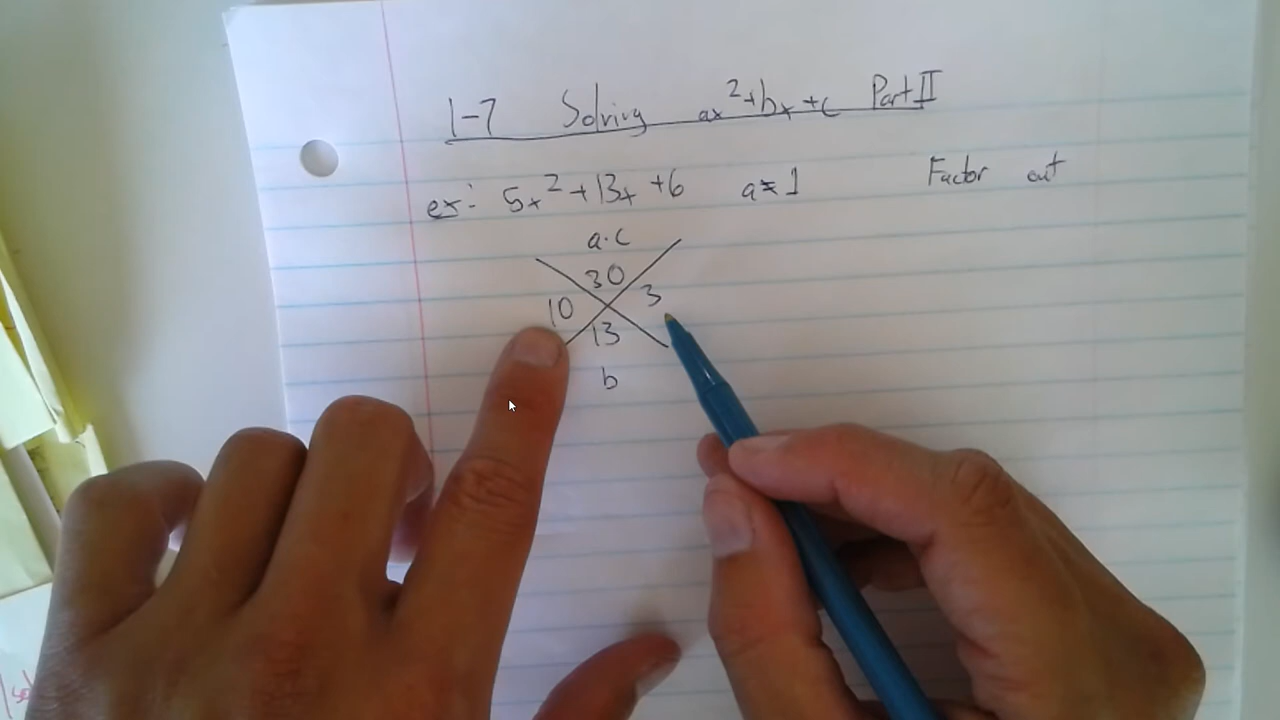 1-7 Solving ax²+bx+c Part II
ex: 5x²+13x+6 a≠1 Factor out
a·c
30
10 3
13
b